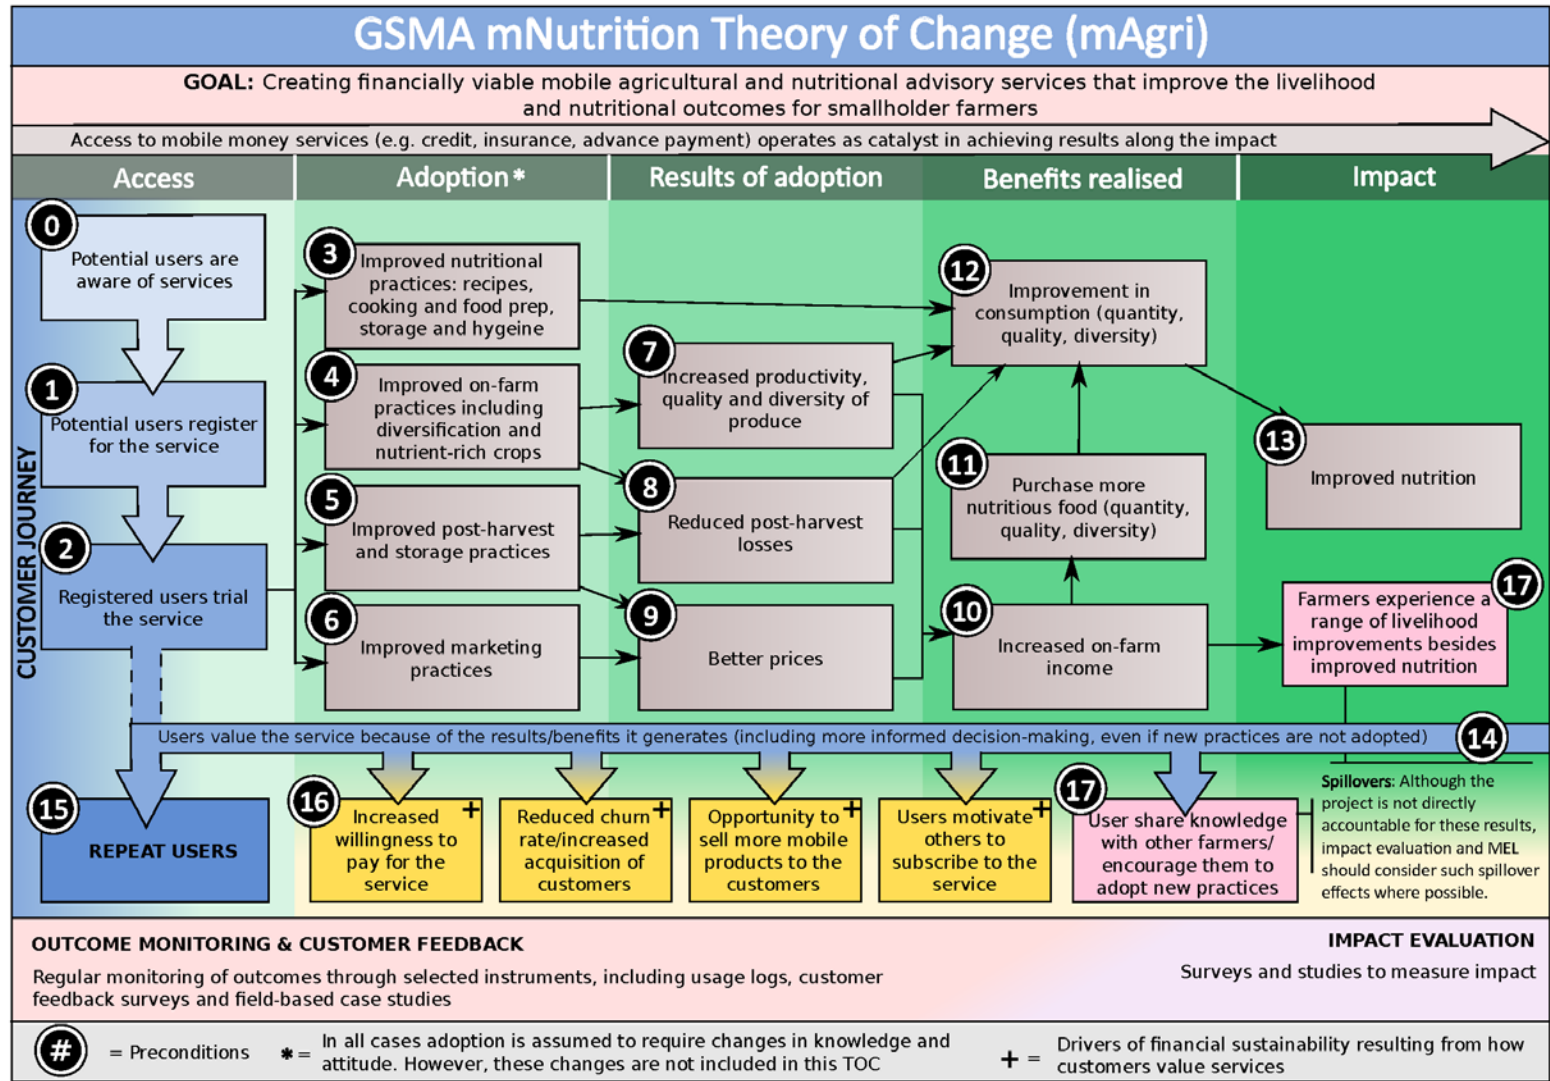 GSMA mNutrition Theory of Change (mAgri)
GOAL: Creating financially viable mobile agricultural and nutritional advisory services that improve the livelihood
and nutritional outcomes for smallholder farmers
Access to mobile money services (e.g. credit, insurance, advance payment) operates as catalyst in achieving results along the impact
Access
Adoption*
Results of adoption
Benefits realised
Impact
CUSTOMER JOURNEY
0
Potential users are
aware of services
1
Potential users register
for the service
2
Registered users trial
the service
3
Improved nutritional
practices: recipes,
cooking and food prep,
storage and hygeine
4
Improved on-farm
practices including
diversification and
nutrient-rich crops
5
Improved post-harvest
and storage practices
6
Improved marketing
practices
7
Increased productivity,
quality and diversity of
produce
8
Reduced post-harvest
losses
9
Better prices
12
Improvement in
consumption (quantity,
quality, diversity)
11
Purchase more
nutritious food (quantity,
quality, diversity)
10
Increased on-farm
income
13
Improved nutrition
17
Farmers experience a
range of livelihood
improvements besides
improved nutrition
Users value the service because of the results/benefits it generates (including more informed decision-making, even if new practices are not adopted)
14
15
REPEAT USERS
16
Increased +
willingness to
pay for the
service
Reduced churn +
rate/increased
acquisition of
customers
Opportunity to +
sell more mobile
products to the
customers
Users motivate +
others to
subscribe to the
service
17
User share knowledge
with other farmers/
encourage them to
adopt new practices
Spillovers: Although the
project is not directly
accountable for these results,
impact evaluation and MEL
should consider such spillover
effects where possible.
OUTCOME MONITORING & CUSTOMER FEEDBACK
Regular monitoring of outcomes through selected instruments, including usage logs, customer
feedback surveys and field-based case studies
IMPACT EVALUATION
Surveys and studies to measure impact
# = Preconditions
* = In all cases adoption is assumed to require changes in knowledge and
attitude. However, these changes are not included in this TOC
+ = Drivers of financial sustainability resulting from how
customers value services